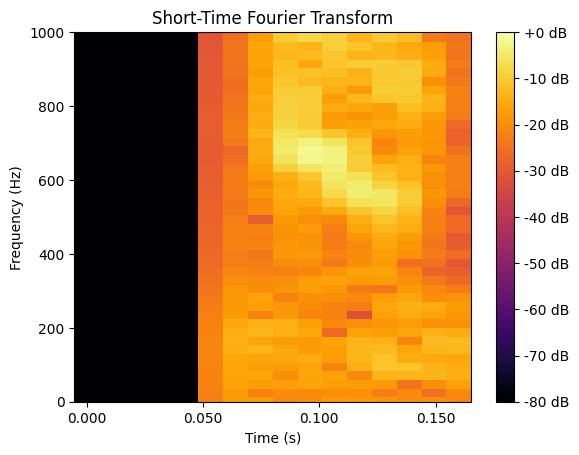 Short-Time Fourier Transform
Frequency (Hz)
1000
800
600
400
200
0
0.000
0.050
0.100
0.150
Time (s)
+0 dB
-10 dB
-20 dB
-30 dB
-40 dB
-50 dB
-60 dB
-70 dB
-80 dB